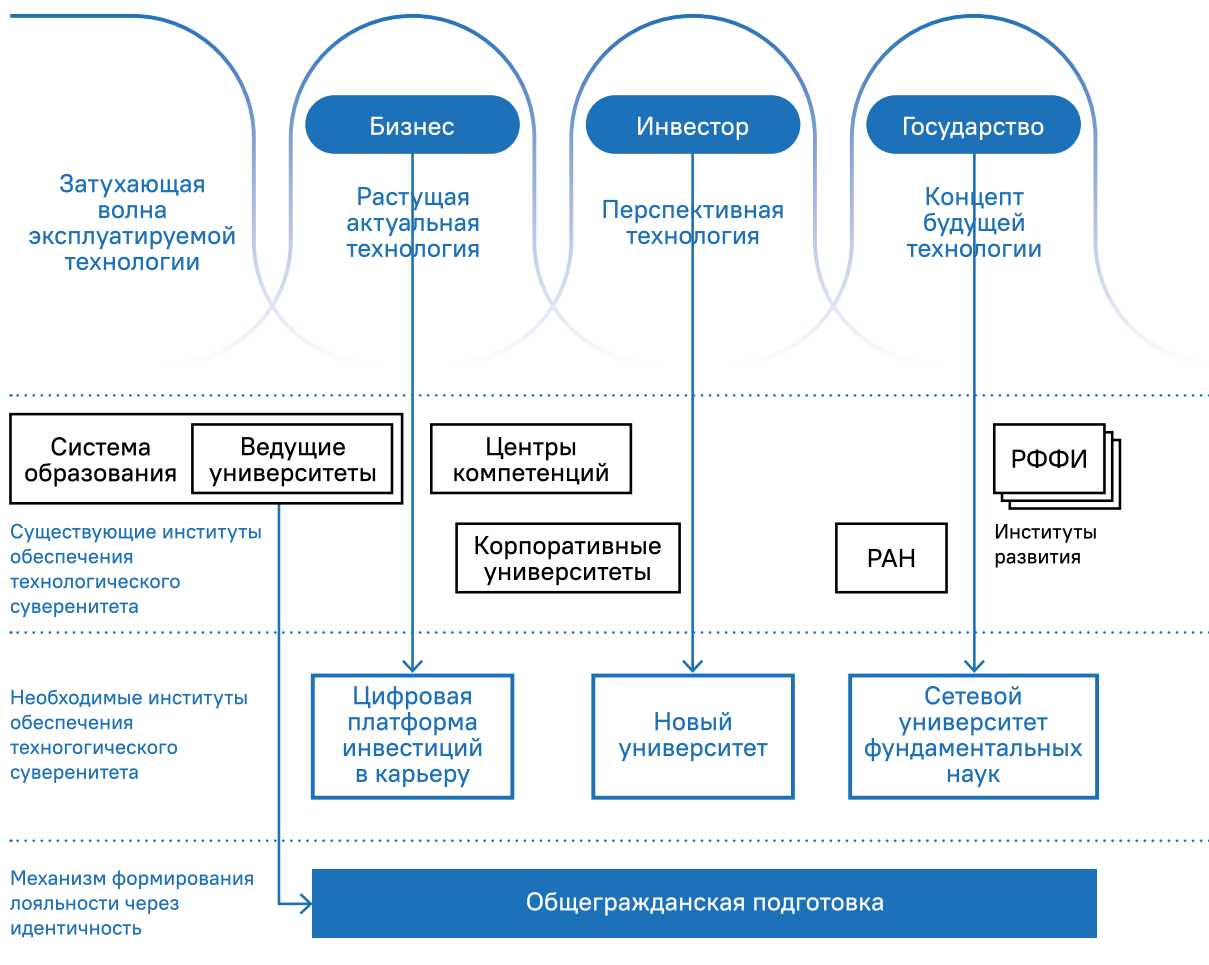 Бизнес
Инвестор
Государство
Затухающая
волна
эксплуатируемой
технологии
Растущая
актуальная
технология
Перспективная
технология
Концепт
будущей
технологии
Система
образования
Ведущие
университеты
Центры
компетенций
РФФИ
Существующие институты
обеспечения
технологического
суверенитета
Корпоративные
университеты
РАН
Институты
развития
Необходимые институты
обеспечения
техногогического
суверенитета
Цифровая
платформа
инвестиций
в карьеру
Новый
университет
Сетевой
университет
фундаментальных
наук
Механизм формирования
лояльности через
идентичность
Общегражданская подготовка